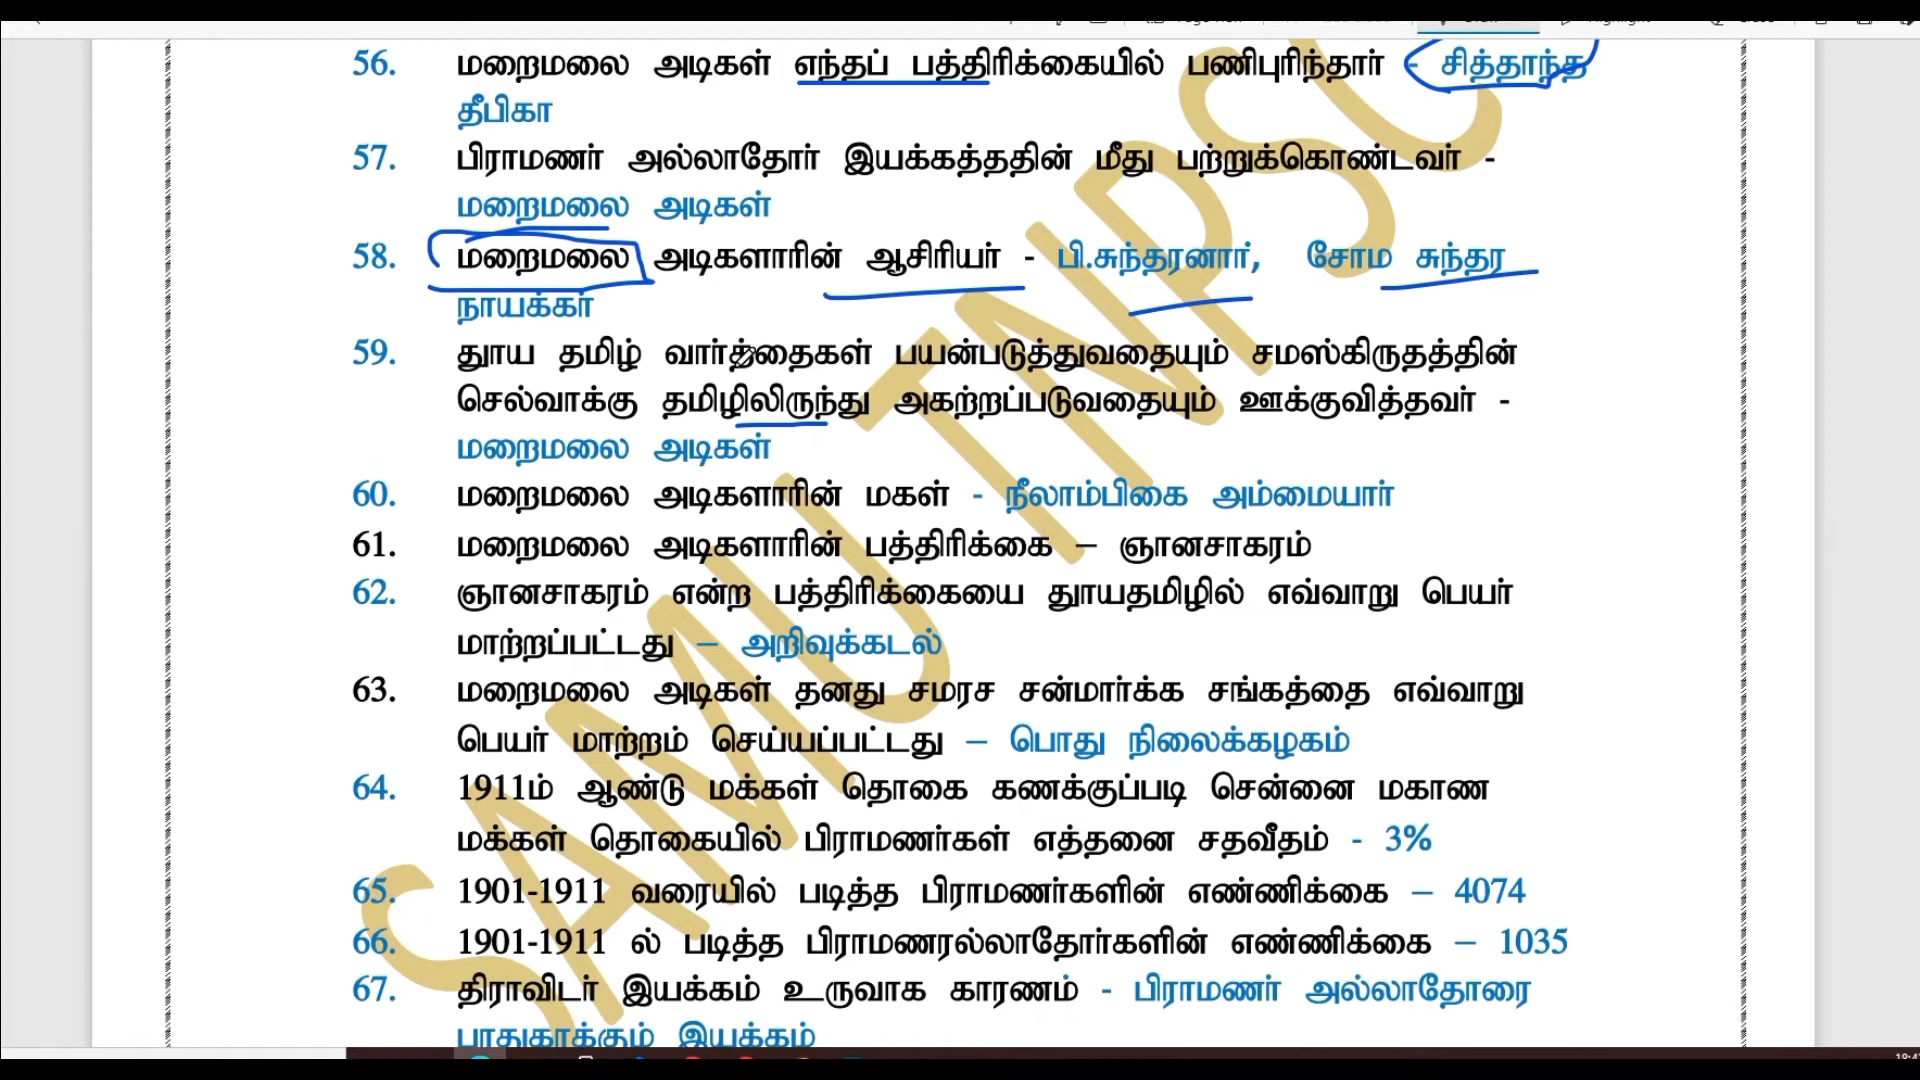 56. மறைமலை அடிகள் எந்தப் பத்திரிக்கையில் பணிபுரிந்தார் - சித்தாந்த
தீபிகா
57. பிராமணர் அல்லாதோர் இயக்கத்ததின் மீது பற்றுக்கொண்டவர் -
மறைமலை அடிகள்
58. மறைமலை அடிகளாரின் ஆசிரியர் - பி.சுந்தரனார், சோம சுந்தர
நாயக்கர்
59. தூய தமிழ் வார்த்தைகள் பயன்படுத்துவதையும் சமஸ்கிருதத்தின்
செல்வாக்கு தமிழிலிருந்து அகற்றப்படுவதையும் ஊக்குவித்தவர் -
மறைமலை அடிகள்
60. மறைமலை அடிகளாரின் மகள் - நீலாம்பிகை அம்மையார்
61. மறைமலை அடிகளாரின் பத்திரிக்கை – ஞானசாகரம்
62. ஞானசாகரம் என்ற பத்திரிக்கையை தூயதமிழில் எவ்வாறு பெயர்
மாற்றப்பட்டது – அறிவுக்கடல்
63. மறைமலை அடிகள் தனது சமரச சன்மார்க்க சங்கத்தை எவ்வாறு
பெயர் மாற்றம் செய்யப்பட்டது – பொது நிலைக்கழகம்
64. 1911ம் ஆண்டு மக்கள் தொகை கணக்குப்படி சென்னை மகாண
மக்கள் தொகையில் பிராமணர்கள் எத்தனை சதவீதம் - 3%
65. 1901-1911 வரையில் படித்த பிராமணர்களின் எண்ணிக்கை – 4074
66. 1901-1911 ல் படித்த பிராமணரல்லாதோர்களின் எண்ணிக்கை – 1035
67. திராவிடர் இயக்கம் உருவாக காரணம் - பிராமணர் அல்லாதோரை
பாதுகாக்கும் இயக்கம்
SAMU TNPSC